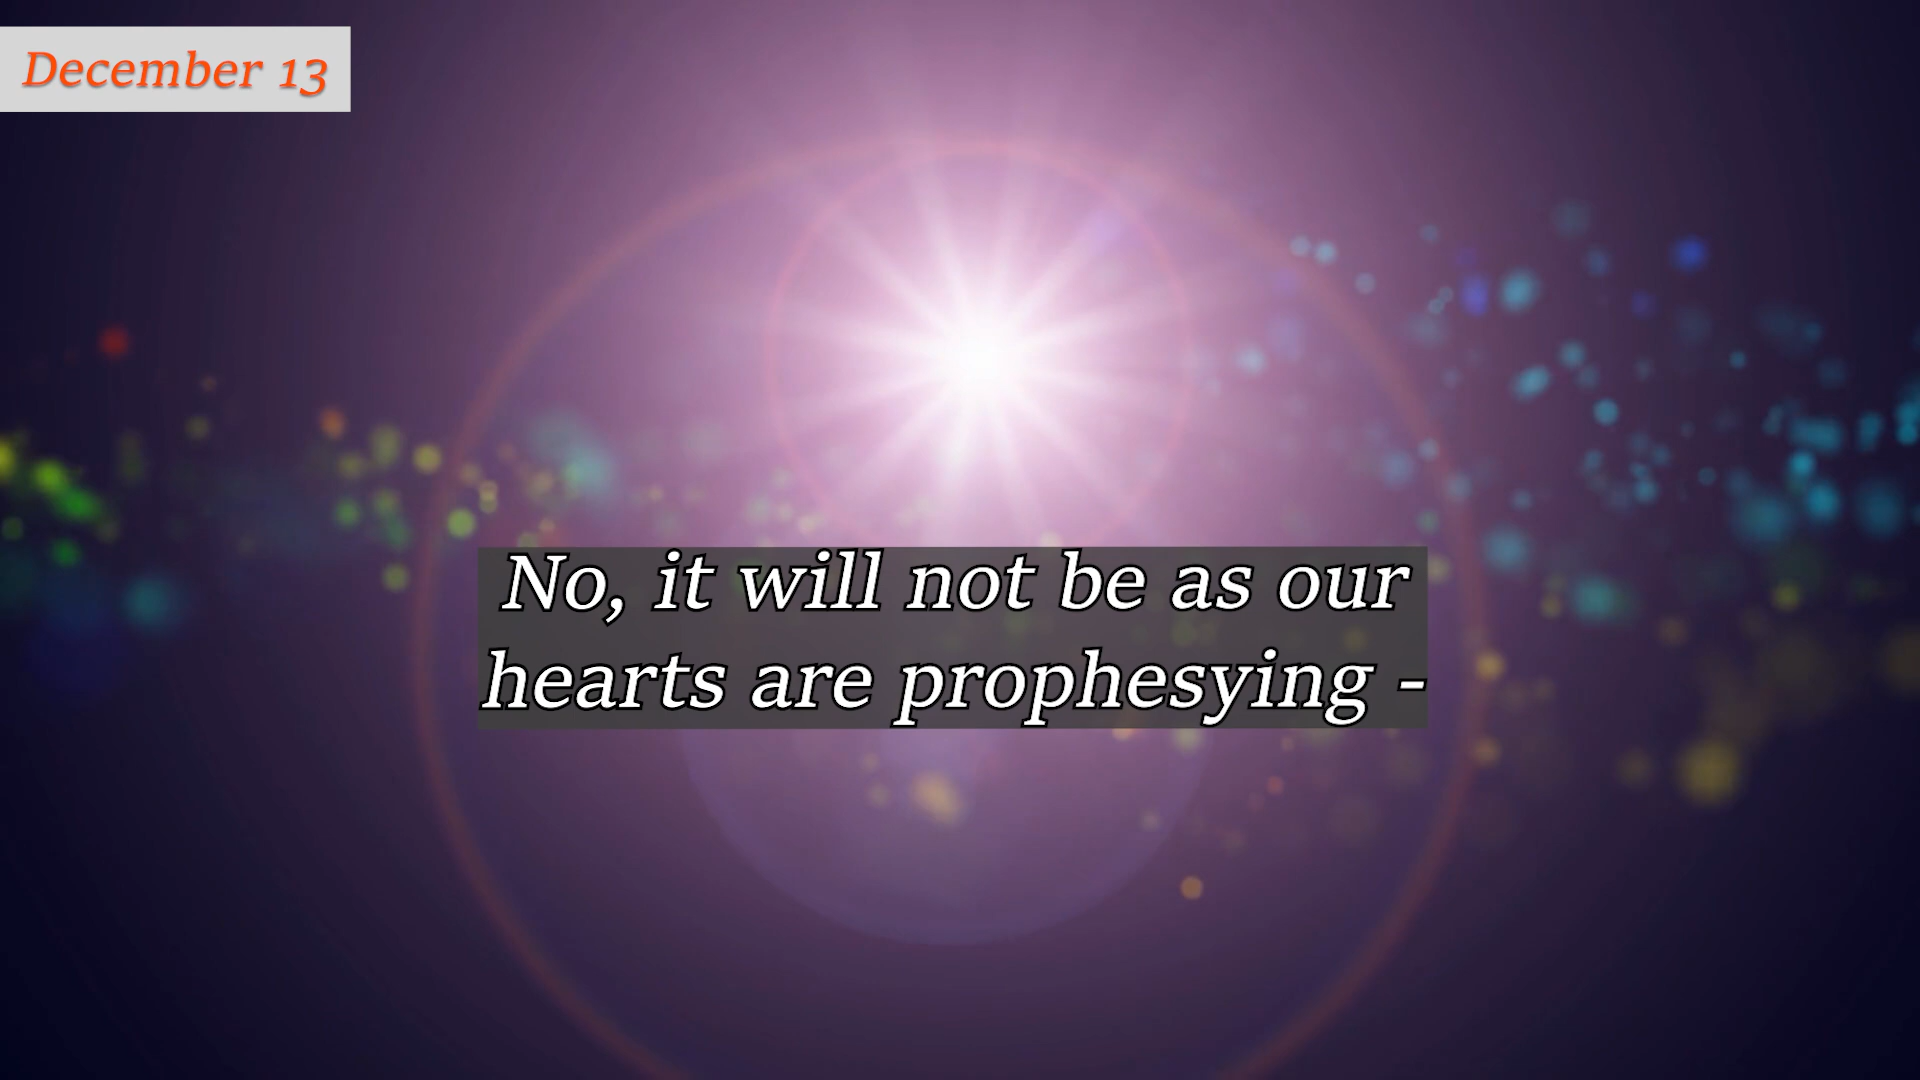 December 13
No, it will not be as our
hearts are prophesying -